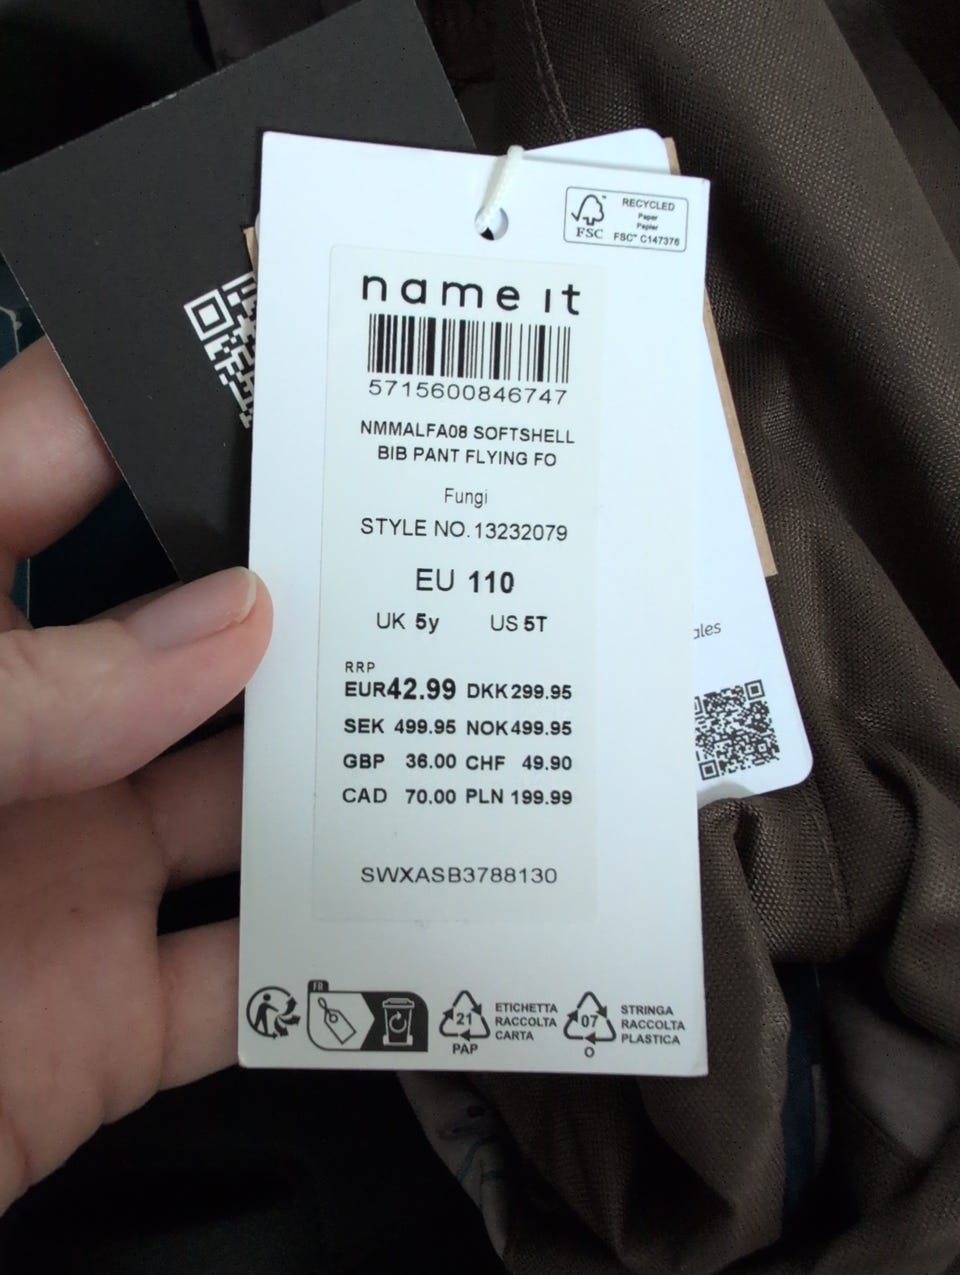 RECYCLED
Paper
Papier
FSC™ C147376
FSC
name it
5715600846747
NMMALFA08 SOFTSHELL
BIB PANT FLYING FO
Fungi
STYLE NO.13232079
EU 110
UK 5y US 5T
RRP
EUR42.99 DKK299.95
SEK 499.95 NOK499.95
GBP 36.00 CHF 49.90
CAD 70.00 PLN 199.99
SWXASB3788130
FR
21
PAP
ETICHETTA
RACCOLTA
CARTA
07
O
STRINGA
RACCOLTA
PLASTICA